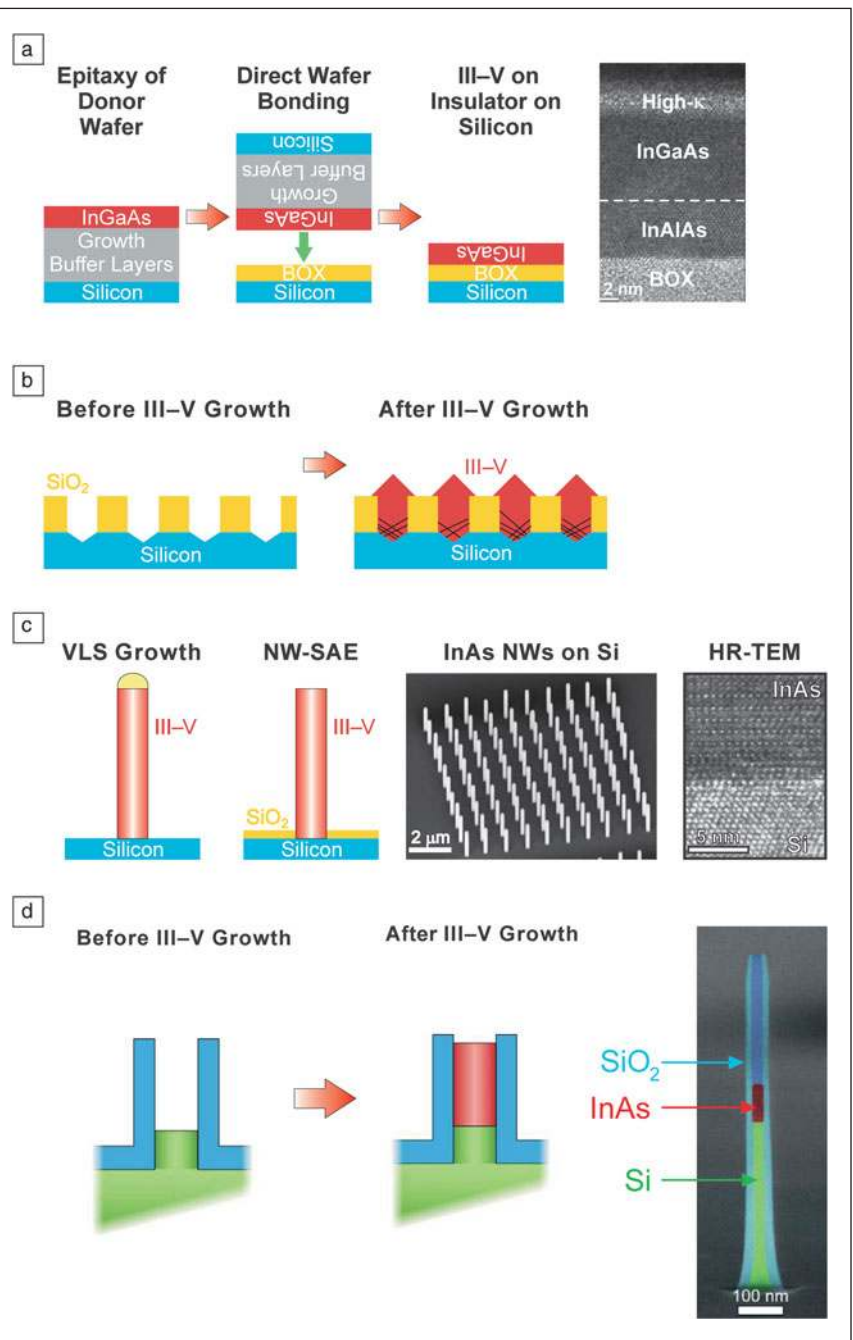 a
Epitaxy of
Donor
Wafer
Direct Wafer
Bonding
III–V on
Insulator on
Silicon
InGaAs
Growth
Buffer Layers
Silicon
Silicon
Growth
Buffer Layers
InGaAs
BOX
Silicon
InGaAs
BOX
Silicon
High-κ
InGaAs
InAlAs
BOX
2 nm
b
Before III–V Growth
After III–V Growth
SiO₂
Silicon
III–V
Silicon
c
VLS Growth
NW-SAE
InAs NWs on Si
HR-TEM
III–V
Silicon
III–V
SiO₂
Silicon
2 μm
InAs
5 nm
Si
d
Before III–V Growth
After III–V Growth
SiO₂
InAs
Si
100 nm